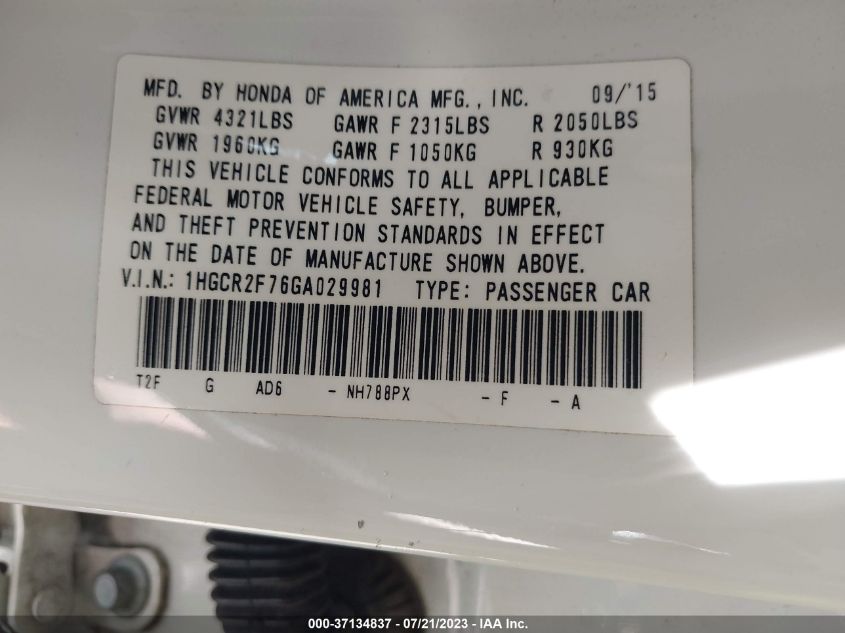 MFD. BY HONDA OF AMERICA MFG., INC. 09/'15
GVWR 4321LBS GAWR F 2315LBS R 2050LBS
GVWR 1960KG GAWR F 1050KG R 930KG
THIS VEHICLE CONFORMS TO ALL APPLICABLE
FEDERAL MOTOR VEHICLE SAFETY, BUMPER,
AND THEFT PREVENTION STANDARDS IN EFFECT
ON THE DATE OF MANUFACTURE SHOWN ABOVE.
V.I.N.: 1HGCR2F76GA029981 TYPE: PASSENGER CAR
T2F G AD6 - NH788PX - F - A
000-37134837 - 07/21/2023 - IAA Inc.